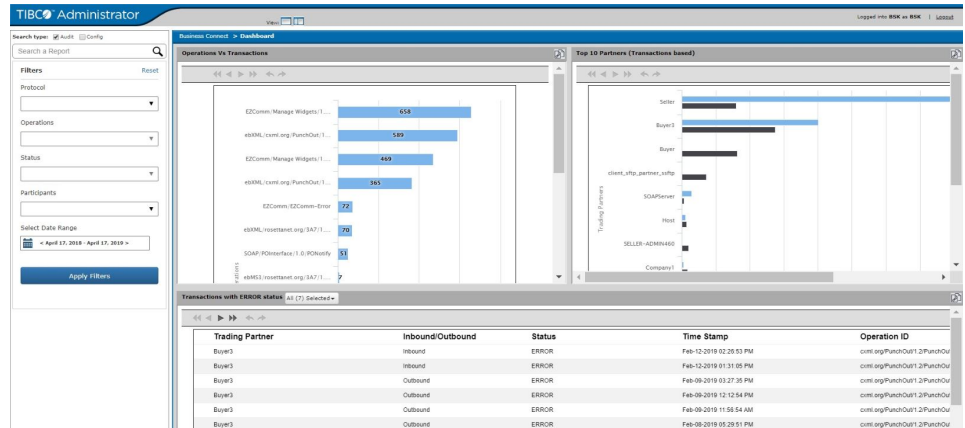 TIBC® Administrator
View:
Logged into BSK as BSK | Logout
Search type: Audit Config
Business Connect > Dashboard
Search a Report
Filters Reset
Protocol
Operations
Status
Participants
Select Date Range
< April 17, 2018 - April 17, 2019 >
Apply Filters
Operations Vs Transactions
EZComm/Manage Widgets/1... 658
ebXML/cxml.org/PunchOut/1... 589
EZComm/Manage Widgets/1... 469
ebXML/cxml.org/PunchOut/1... 365
EZComm/EZComm-Error 72
ebXML/rosettanet.org/3A7/1... 70
SOAP/POInterface/1.0/PONotify 51
ebMS3/rosettanet.org/3A7/1... 7
Top 10 Partners (Transactions based)
Trading Partners
Seller
Buyer3
Buyer
client_sftp_partner_ssftp
SOAPServer
Host
SELLER-ADMIN460
Company1
Transactions with ERROR status All (7) Selected
Trading Partner Inbound/Outbound Status Time Stamp Operation ID
Buyer3 Inbound ERROR Feb-12-2019 02:26:53 PM cxml.org/PunchOut/1.2/PunchOu
Buyer3 Inbound ERROR Feb-12-2019 01:31:05 PM cxml.org/PunchOut/1.2/PunchOu
Buyer3 Outbound ERROR Feb-09-2019 03:27:35 PM cxml.org/PunchOut/1.2/PunchOu
Buyer3 Outbound ERROR Feb-09-2019 12:12:54 PM cxml.org/PunchOut/1.2/PunchOu
Buyer3 Outbound ERROR Feb-09-2019 11:56:54 AM cxml.org/PunchOut/1.2/PunchOu
Buyer3 Outbound ERROR Feb-08-2019 05:29:51 PM cxml.org/PunchOut/1.2/PunchOu